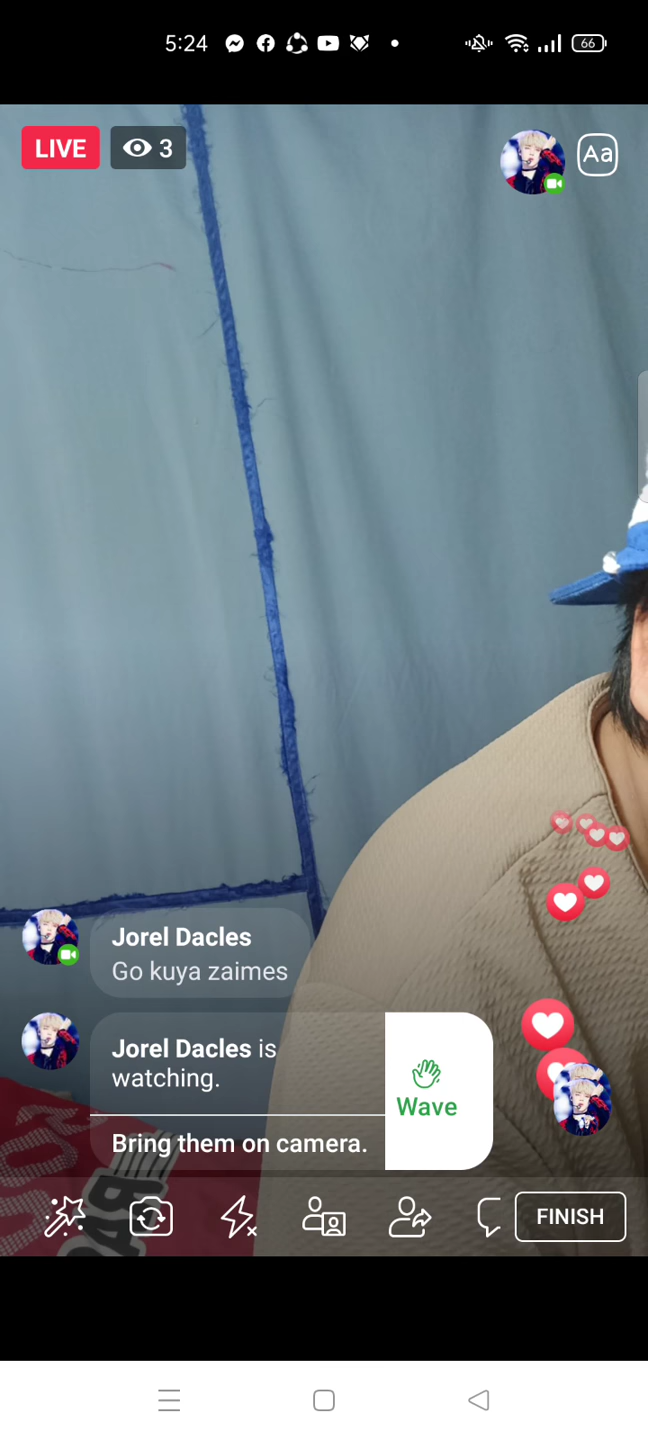 5:24
66
LIVE
3
Aa
Jorel Dacles
Go kuya zaimes
Jorel Dacles is
watching.
Wave
Bring them on camera.
FINISH